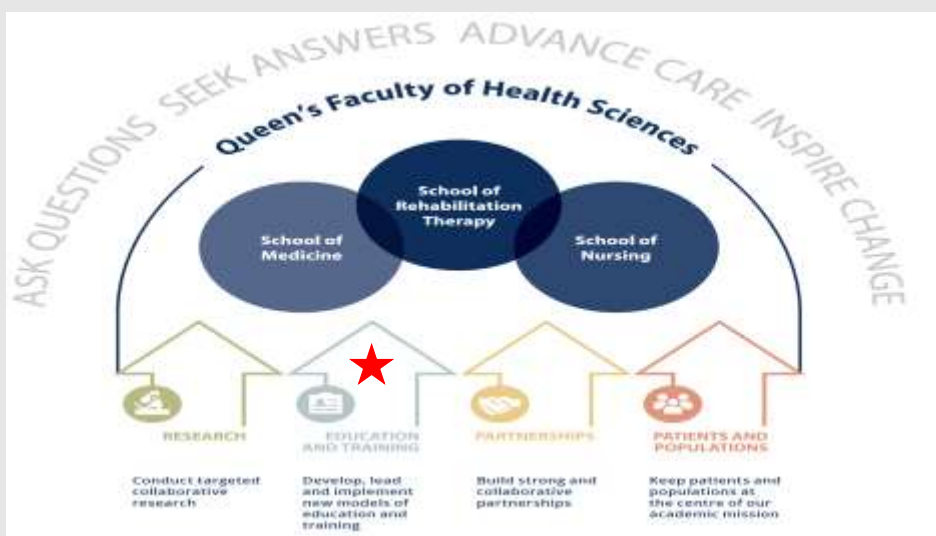 ASK QUESTIONS SEEK ANSWERS ADVANCE CARE INSPIRE CHANGE
Queen's Faculty of Health Sciences
School of
Medicine
School of
Rehabilitation
Therapy
School of
Nursing
RESEARCH
Conduct targeted
collaborative
research
EDUCATION
AND TRAINING
Develop, lead
and implement
new models of
education and
training
PARTNERSHIPS
Build strong and
collaborative
partnerships
PATIENTS AND
POPULATIONS
Keep patients and
populations at
the centre of our
academic mission